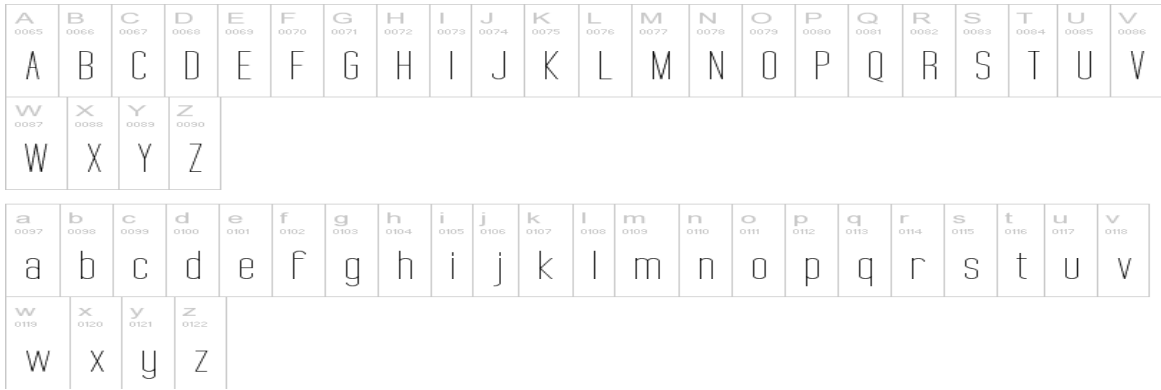 A B C D E F G H I J K L M N O P Q R S T U V
0065 0066 0067 0068 0069 0070 0071 0072 0073 0074 0075 0076 0077 0078 0079 0080 0081 0082 0083 0084 0085 0086
A B C D E F G H I J K L M N O P Q R S T U V
W X Y Z
0087 0088 0089 0090
W X Y Z
a b c d e f g h i j k l m n o p q r s t u v
0097 0098 0099 0100 0101 0102 0103 0104 0105 0106 0107 0108 0109 0110 0111 0112 0113 0114 0115 0116 0117 0118
a b c d e f g h i j k l m n o p q r s t u v
w x y z
0119 0120 0121 0122
w x y z